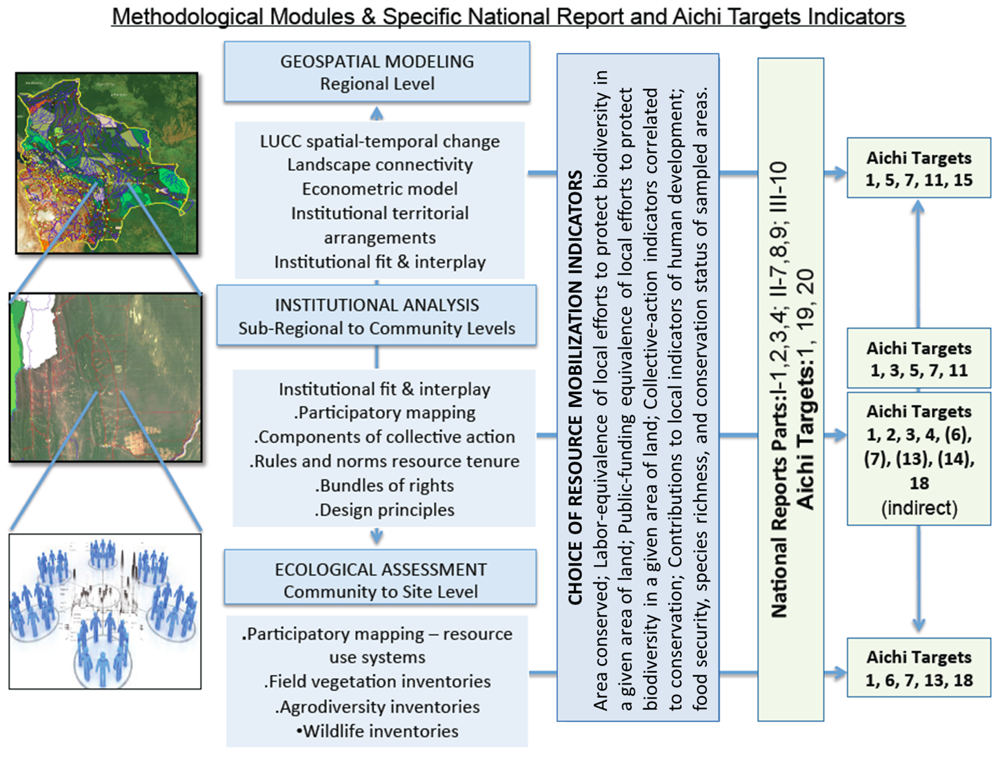 Methodological Modules & Specific National Report and Aichi Targets Indicators
GEOSPATIAL MODELING
Regional Level
LUCC spatial-temporal change
Landscape connectivity
Econometric model
Institutional territorial
arrangements
Institutional fit & interplay
INSTITUTIONAL ANALYSIS
Sub-Regional to Community Levels
Institutional fit & interplay
.Participatory mapping
.Components of collective action
.Rules and norms resource tenure
.Bundles of rights
.Design principles
ECOLOGICAL ASSESSMENT
Community to Site Level
.Participatory mapping – resource
use systems
.Field vegetation inventories
.Agrodiversity inventories
•Wildlife inventories
CHOICE OF RESOURCE MOBILIZATION INDICATORS
Area conserved; Labor-equivalence of local efforts to protect biodiversity in
a given area of land; Public-funding equivalence of local efforts to protect
biodiversity in a given area of land; Collective-action indicators correlated
to conservation; Contributions to local indicators of human development;
food security, species richness, and conservation status of sampled areas.
National Reports Parts:I-1,2,3,4; II-7,8,9; III-10
Aichi Targets:1, 19, 20
Aichi Targets
1, 5, 7, 11, 15
Aichi Targets
1, 3, 5, 7, 11
Aichi Targets
1, 2, 3, 4, (6),
(7), (13), (14),
18
(indirect)
Aichi Targets
1, 6, 7, 13, 18